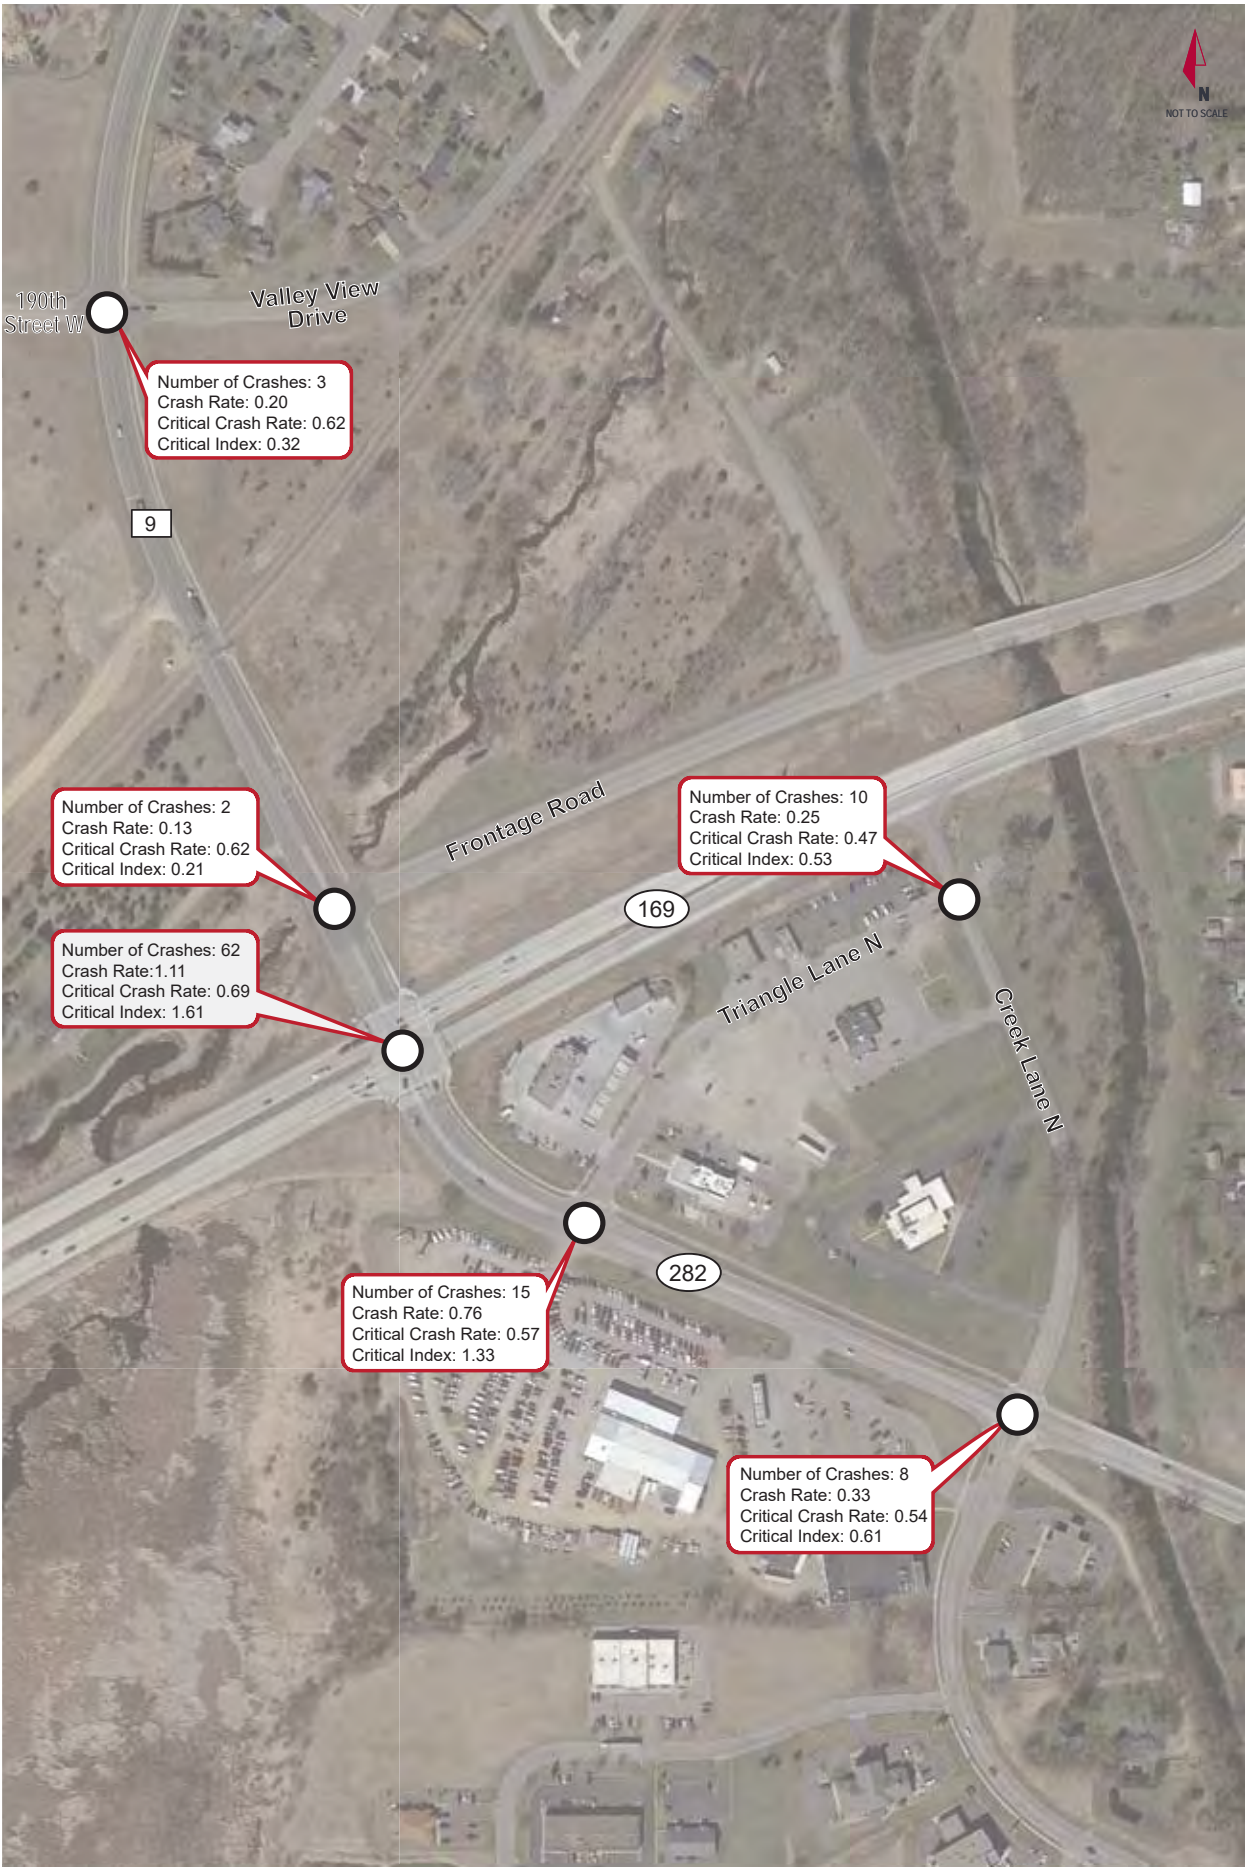 N
NOT TO SCALE
190th
Street W
Valley View
Drive
Number of Crashes: 3
Crash Rate: 0.20
Critical Crash Rate: 0.62
Critical Index: 0.32
9
Number of Crashes: 2
Crash Rate: 0.13
Critical Crash Rate: 0.62
Critical Index: 0.21
Frontage Road
Number of Crashes: 10
Crash Rate: 0.25
Critical Crash Rate: 0.47
Critical Index: 0.53
169
Number of Crashes: 62
Crash Rate:1.11
Critical Crash Rate: 0.69
Critical Index: 1.61
Triangle Lane N
Creek Lane N
282
Number of Crashes: 15
Crash Rate: 0.76
Critical Crash Rate: 0.57
Critical Index: 1.33
Number of Crashes: 8
Crash Rate: 0.33
Critical Crash Rate: 0.54
Critical Index: 0.61